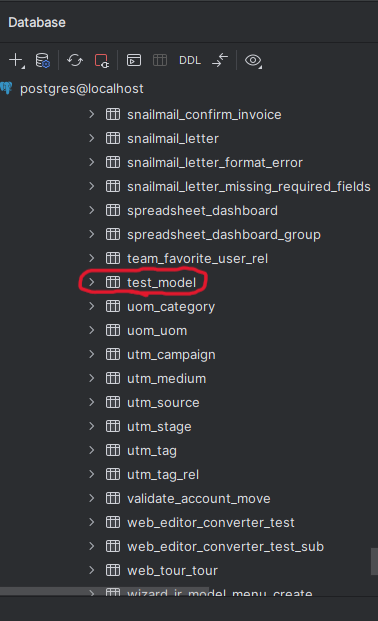 Database
DDL
postgres@localhost
snailmail_confirm_invoice
snailmail_letter
snailmail_letter_format_error
snailmail_letter_missing_required_fields
spreadsheet_dashboard
spreadsheet_dashboard_group
team_favorite_user_rel
test_model
uom_category
uom_uom
utm_campaign
utm_medium
utm_source
utm_stage
utm_tag
utm_tag_rel
validate_account_move
web_editor_converter_test
web_editor_converter_test_sub
web_tour_tour
wizard_ir_model_menu_create